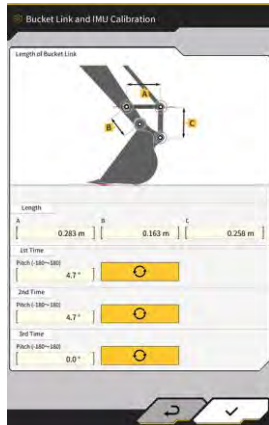 Bucket Link and IMU Calibration
Length of Bucket Link
A
B
C
Length
A B C
0.283 m 0.163 m 0.258 m
1st Time
Pitch (-180~180)
4.7°
2nd Time
Pitch (-180~180)
4.7°
3rd Time
Pitch (-180~180)
0.0°